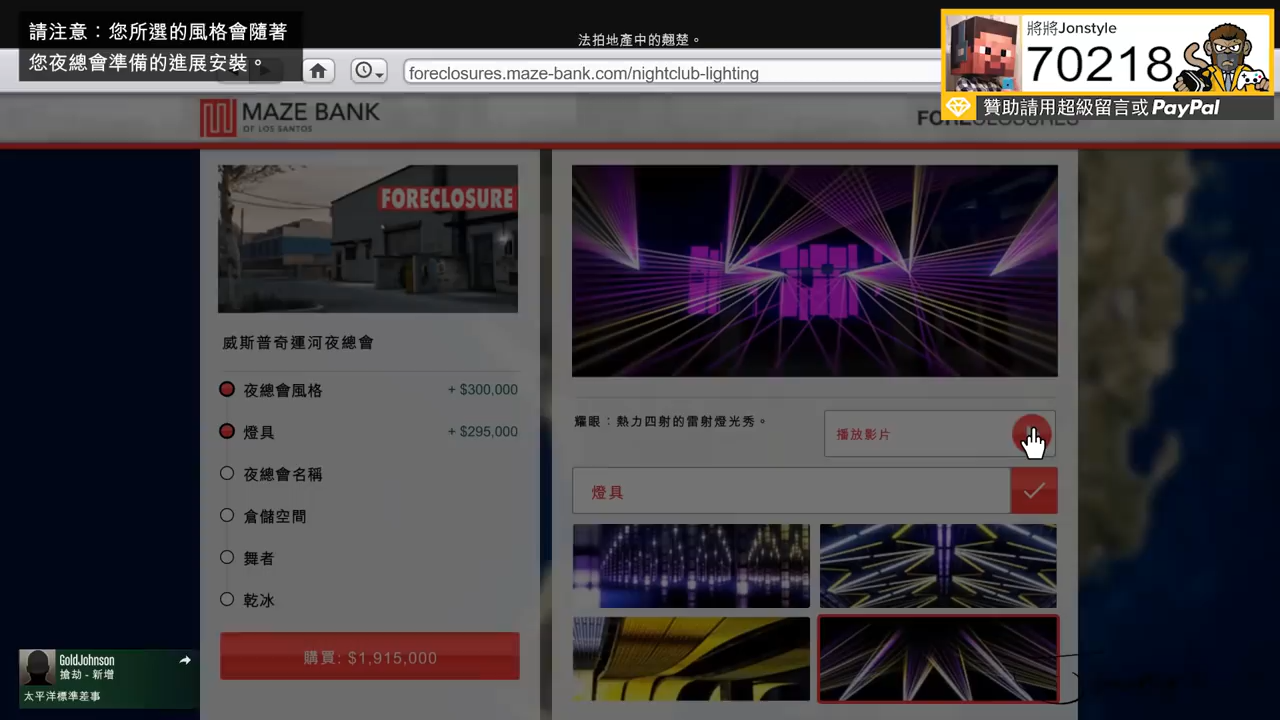 請注意：您所選的風格會隨著
您夜總會準備的進展安裝。
法拍地產中的翹楚。
將將Jonstyle
70218
贊助請用超級留言或 PayPal
foreclosures.maze-bank.com/nightclub-lighting
MAZE BANK
OF LOS SANTOS
FORECLOSURES
FORECLOSURE
威斯普奇運河夜總會
夜總會風格 + $300,000
燈具 + $295,000
夜總會名稱
倉儲空間
舞者
乾冰
購買: $1,915,000
耀眼：熱力四射的雷射燈光秀。
播放影片
燈具
GoldJohnson
搶劫 - 新增
太平洋標準差事